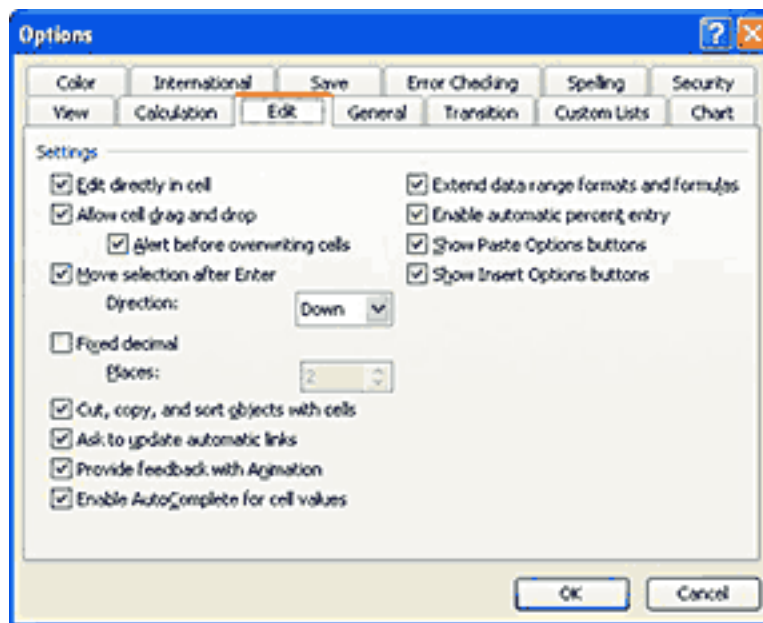 Options
Color International Save Error Checking Spelling Security
View Calculation Edit General Transition Custom Lists Chart
Settings
Edit directly in cell
Allow cell drag and drop
Alert before overwriting cells
Move selection after Enter
Direction: Down
Fixed decimal
Places: 2
Cut, copy, and sort objects with cells
Ask to update automatic links
Provide feedback with Animation
Enable AutoComplete for cell values
Extend data range formats and formulas
Enable automatic percent entry
Show Paste Options buttons
Show Insert Options buttons
OK Cancel